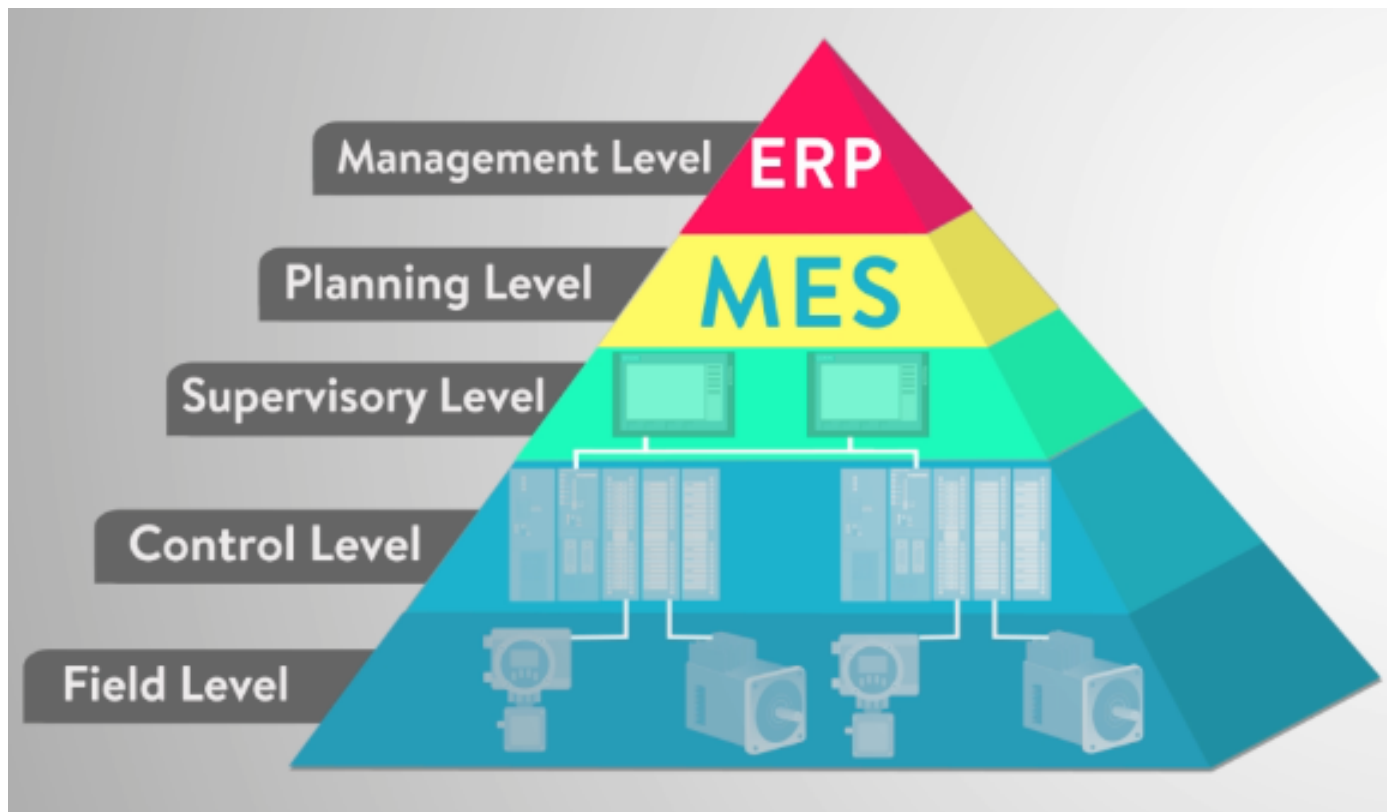 Management Level
ERP
Planning Level
MES
Supervisory Level
Control Level
Field Level